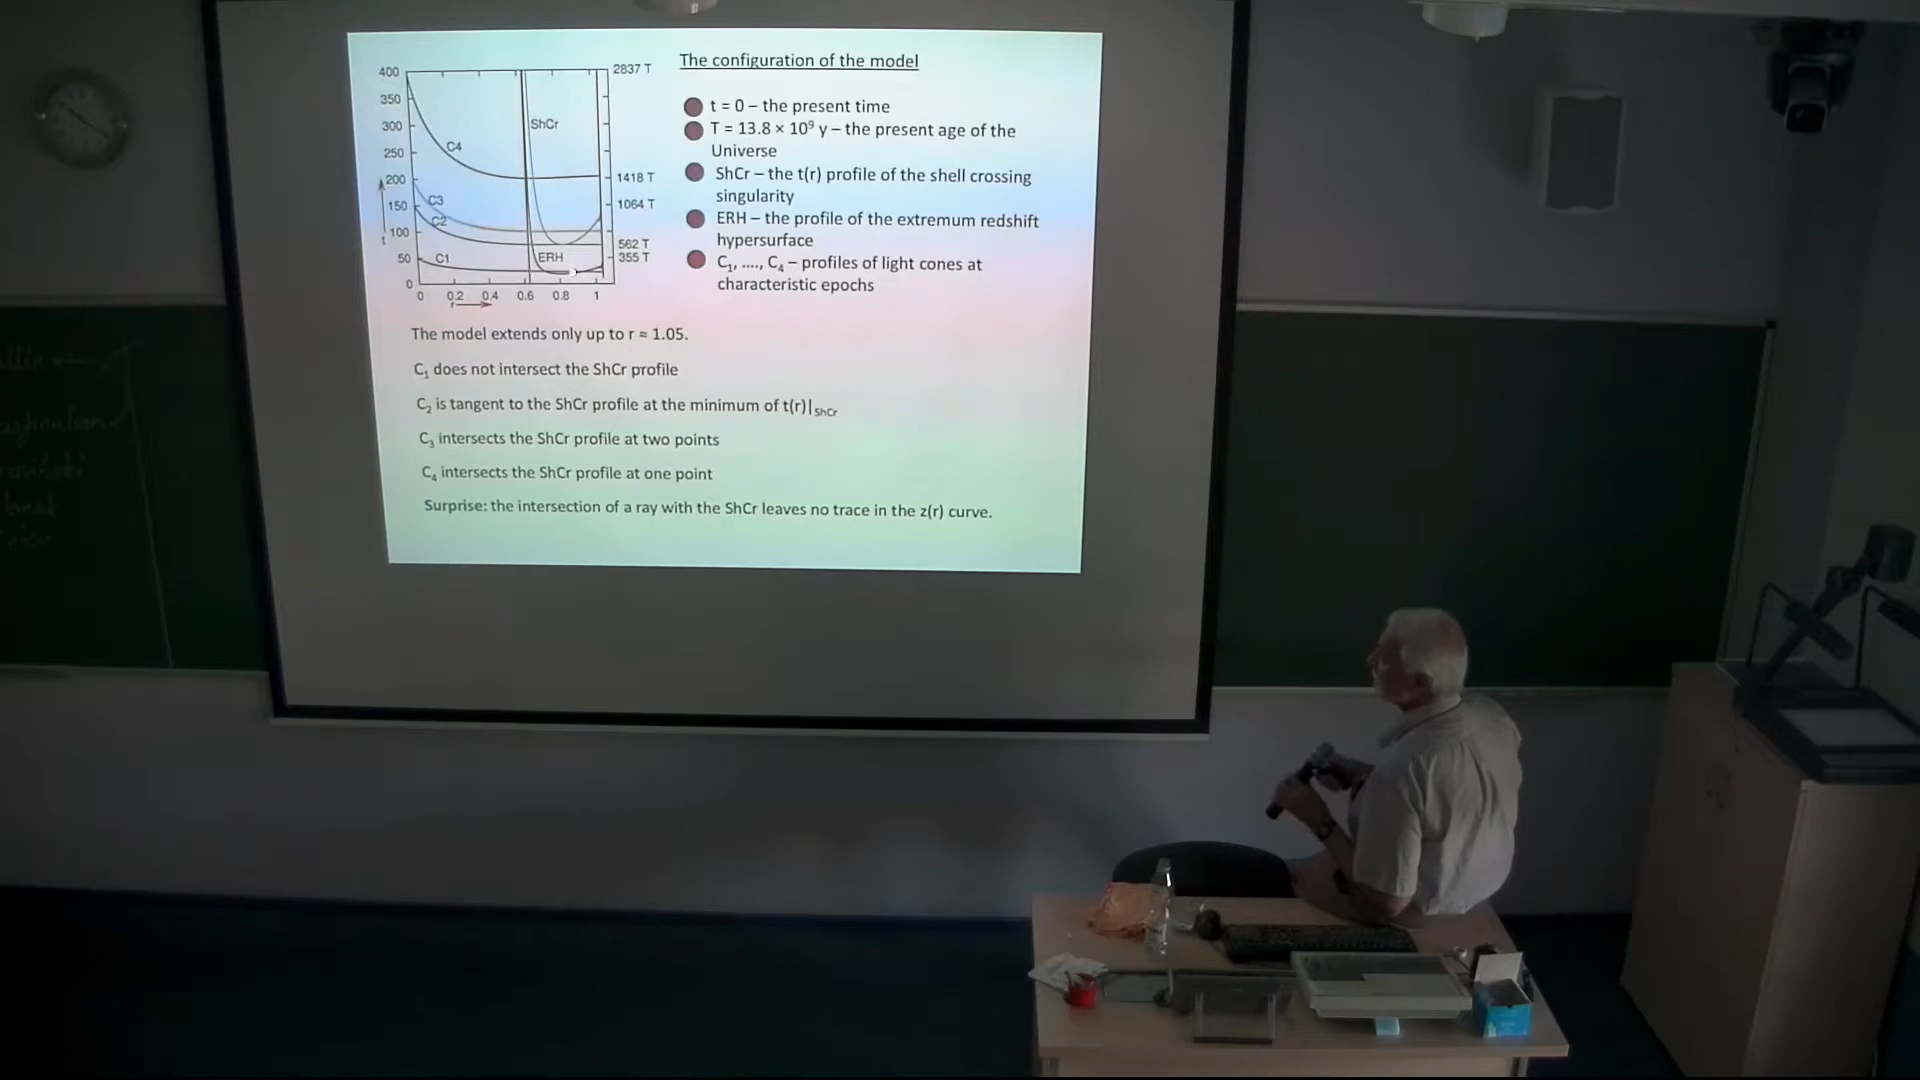 The configuration of the model
t = 0 – the present time
T = 13.8 × 10⁹ y – the present age of the
Universe
ShCr – the t(r) profile of the shell crossing
singularity
ERH – the profile of the extremum redshift
hypersurface
C₁, ...., C₄ – profiles of light cones at
characteristic epochs
400
350
300
250
200
150
100
50
0
t
0 0.2 0.4 0.6 0.8 1
r
C4
C3
C2
C1
ShCr
ERH
2837 T
1418 T
1064 T
562 T
355 T
The model extends only up to r ≈ 1.05.
C₁ does not intersect the ShCr profile
C₂ is tangent to the ShCr profile at the minimum of t(r)|ShCr
C₃ intersects the ShCr profile at two points
C₄ intersects the ShCr profile at one point
Surprise: the intersection of a ray with the ShCr leaves no trace in the z(r) curve.